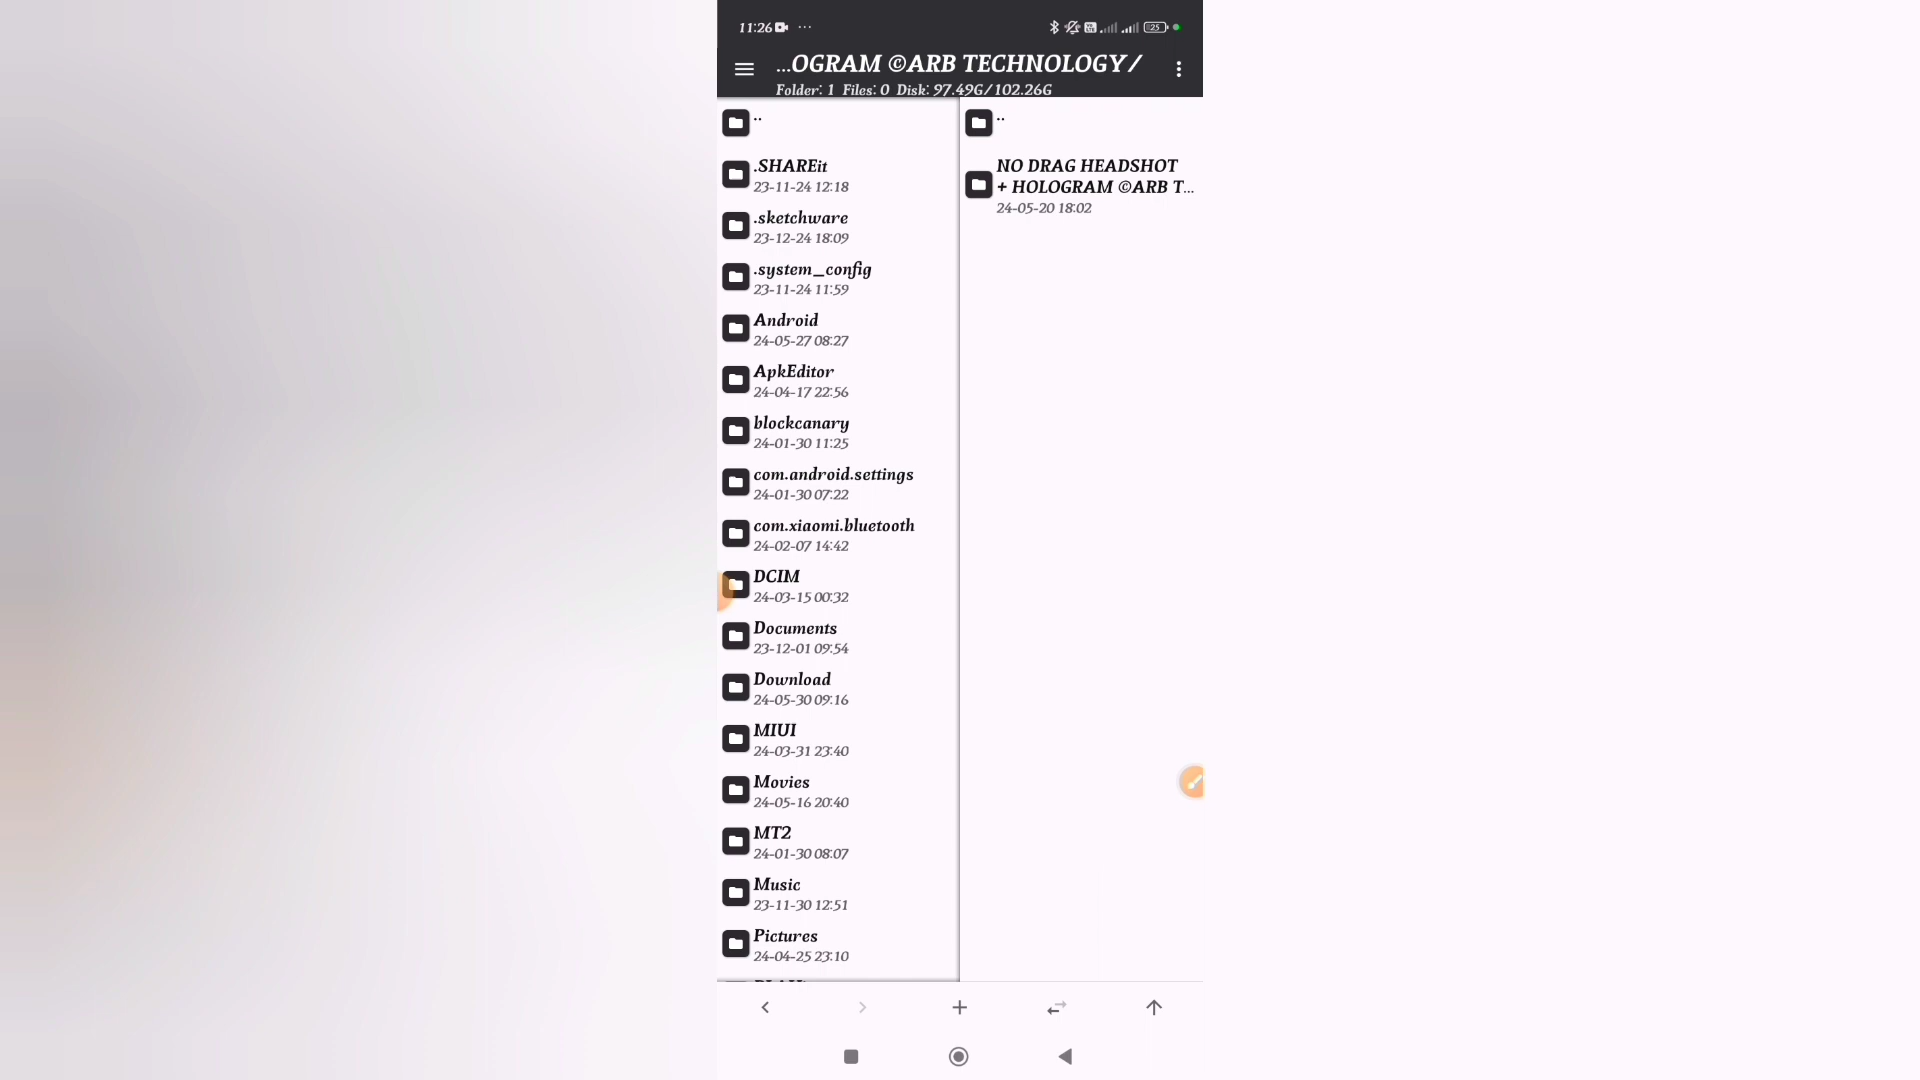 11:26 ...
25
...OGRAM ©ARB TECHNOLOGY/
Folder: 1 Files: 0 Disk: 97.49G/102.26G
..
.SHAREit
23-11-24 12:18
.sketchware
23-12-24 18:09
.system_config
23-11-24 11:59
Android
24-05-27 08:27
ApkEditor
24-04-17 22:56
blockcanary
24-01-30 11:25
com.android.settings
24-01-30 07:22
com.xiaomi.bluetooth
24-02-07 14:42
DCIM
24-03-15 00:32
Documents
23-12-01 09:54
Download
24-05-30 09:16
MIUI
24-03-31 23:40
Movies
24-05-16 20:40
MT2
24-01-30 08:07
Music
23-11-30 12:51
Pictures
24-04-25 23:10
..
NO DRAG HEADSHOT
+ HOLOGRAM ©ARB T...
24-05-20 18:02